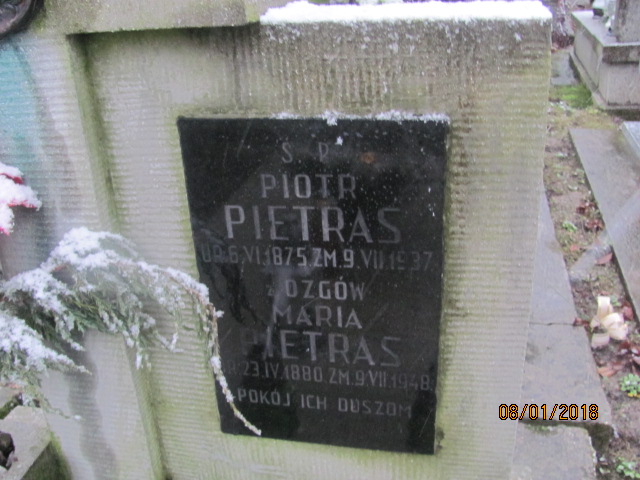 Ś P
PIOTR
PIETRAS
UR.6.VI.1875.ZM.9.VII.1937.
z OZGÓW
MARIA
PIETRAS
UR.23.IV.1880.ZM.9.VII.1948.
POKÓJ ICH DUSZOM
08/01/2018